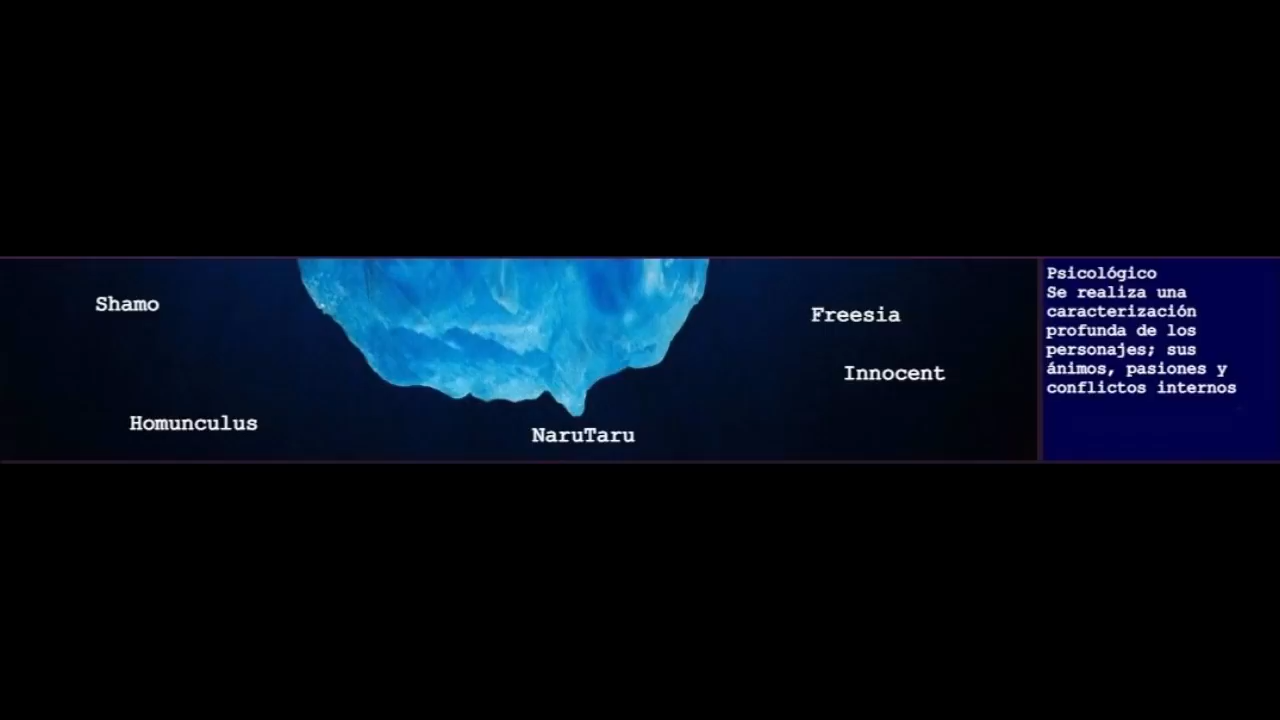 Shamo
Freesia
Innocent
Homunculus
NaruTaru
Psicológico
Se realiza una
caracterización
profunda de los
personajes; sus
ánimos, pasiones y
conflictos internos